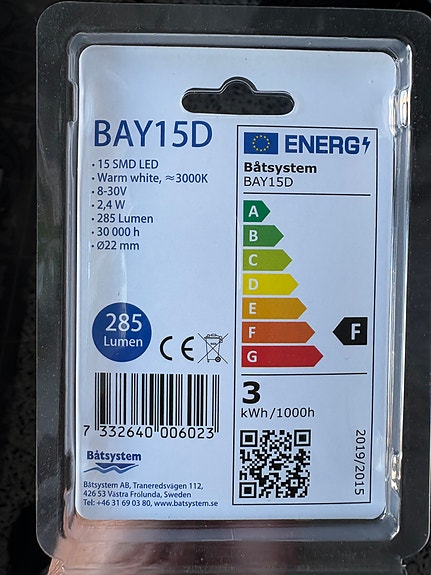 BAY15D
• 15 SMD LED
• Warm white, ≈3000K
• 8-30V
• 2,4 W
• 285 Lumen
• 30 000 h
• Ø22 mm
285
Lumen
CE
7 332640 006023
Båtsystem
Båtsystem AB, Traneredsvägen 112,
426 53 Västra Frölunda, Sweden
Tel: +46 31 69 03 80, www.batsystem.se
ENERG
Båtsystem
BAY15D
A
B
C
D
E
F
G
F
3
kWh/1000h
2019/2015